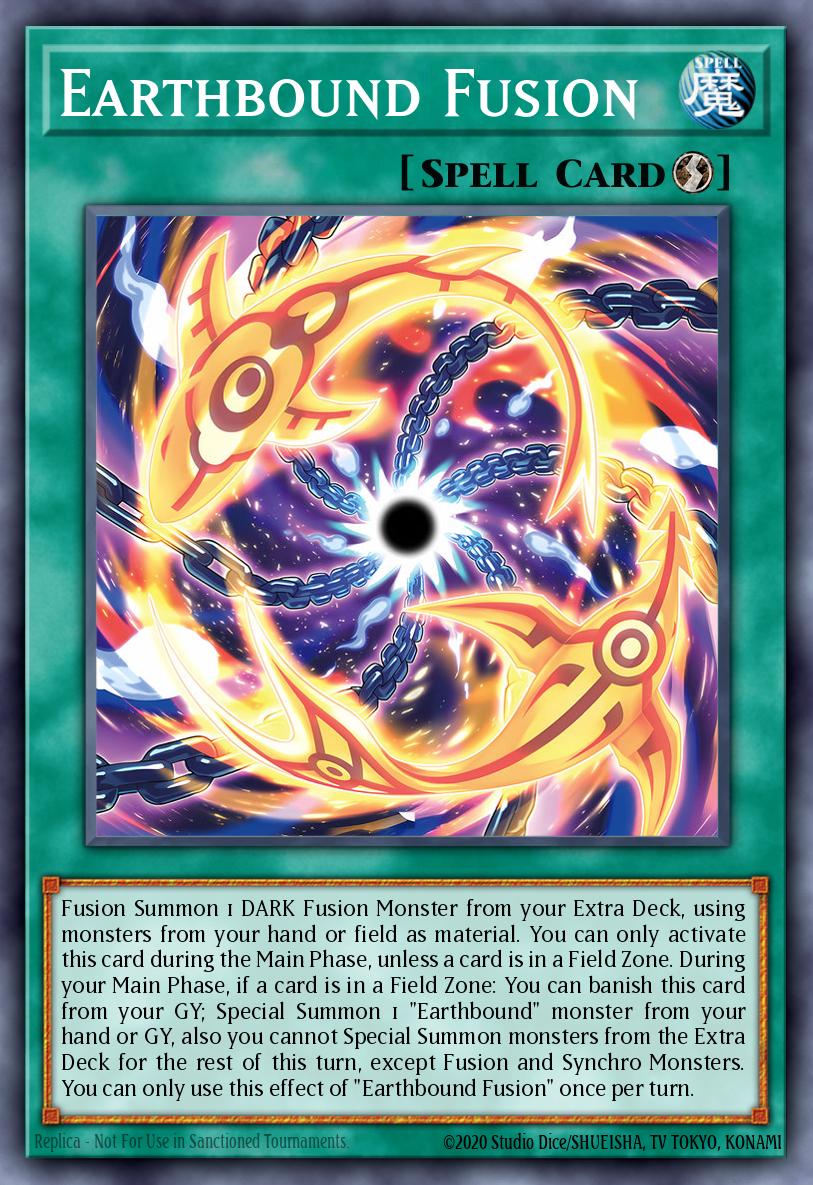 Earthbound Fusion
SPELL
魔
[Spell Card]
Fusion Summon 1 DARK Fusion Monster from your Extra Deck, using
monsters from your hand or field as material. You can only activate
this card during the Main Phase, unless a card is in a Field Zone. During
your Main Phase, if a card is in a Field Zone: You can banish this card
from your GY; Special Summon 1 "Earthbound" monster from your
hand or GY, also you cannot Special Summon monsters from the Extra
Deck for the rest of this turn, except Fusion and Synchro Monsters.
You can only use this effect of "Earthbound Fusion" once per turn.
Replica - Not For Use in Sanctioned Tournaments.
©2020 Studio Dice/SHUEISHA, TV TOKYO, KONAMI